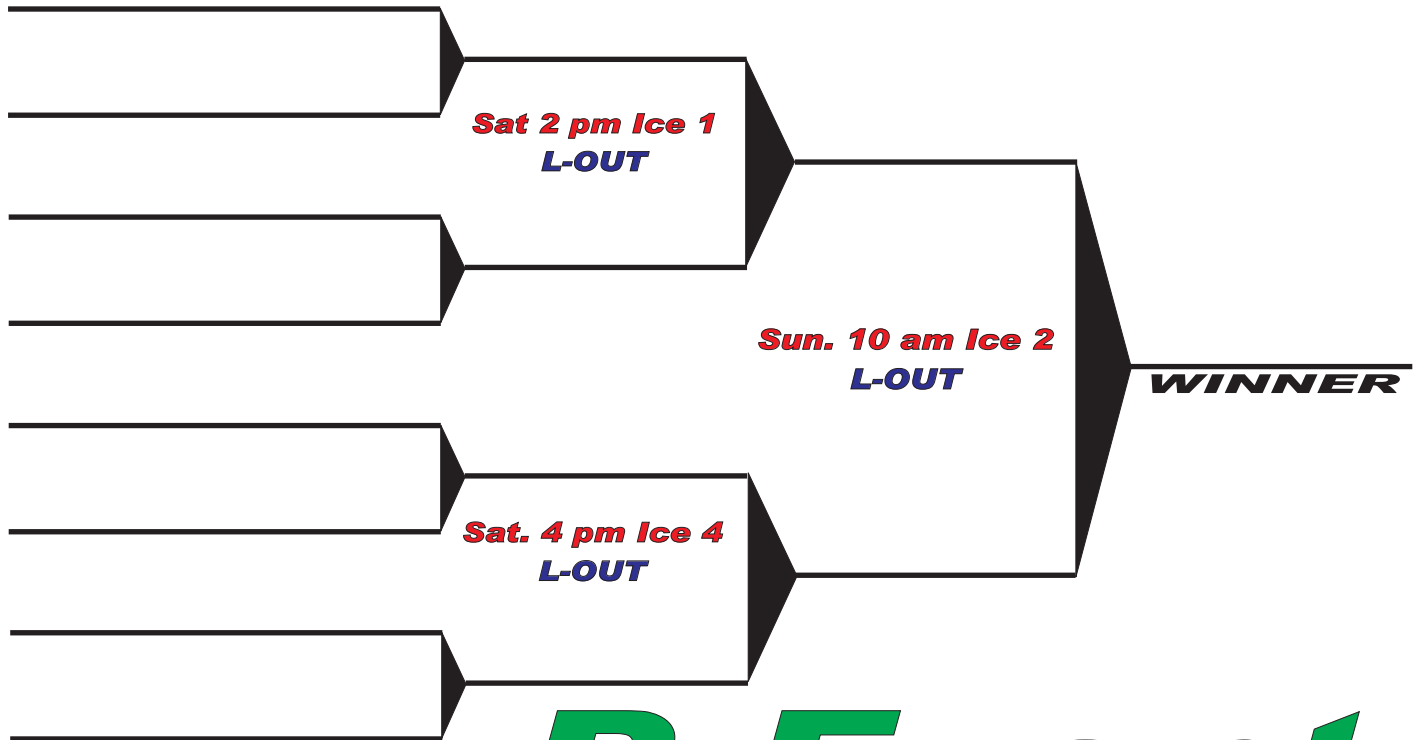 Sat 2 pm Ice 1
L-OUT
Sun. 10 am Ice 2
L-OUT
WINNER
Sat. 4 pm Ice 4
L-OUT